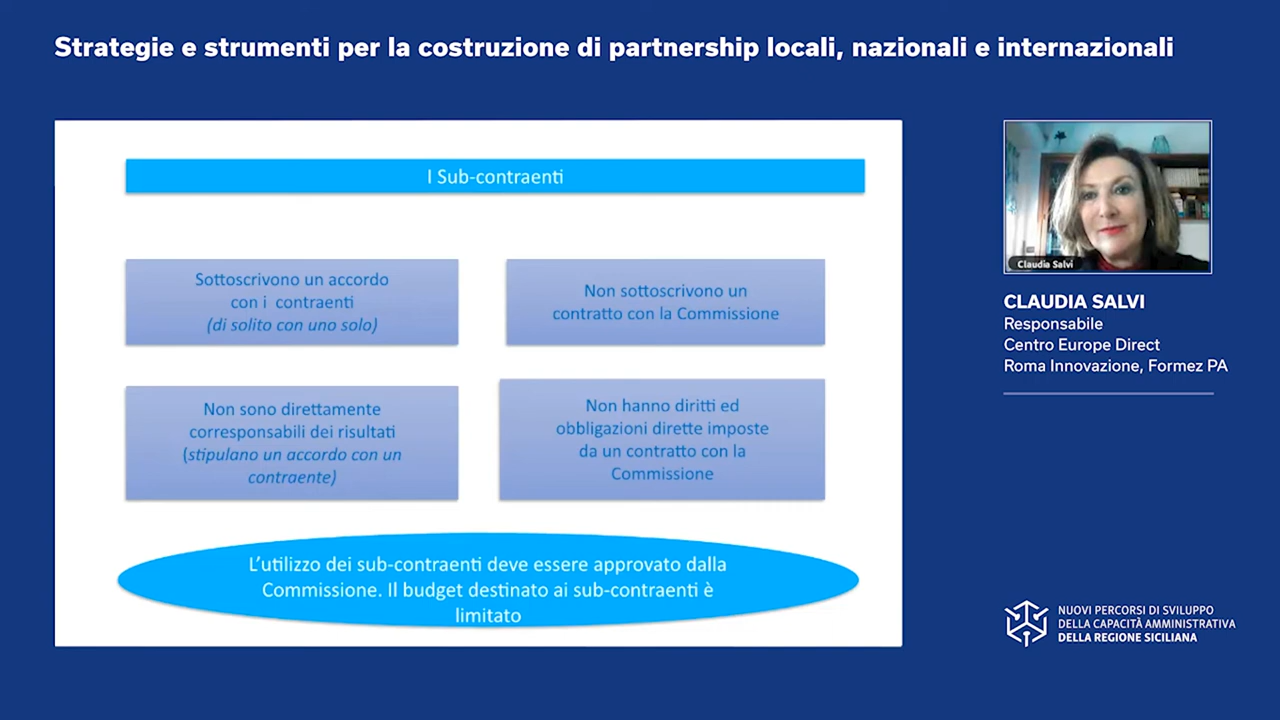 Strategie e strumenti per la costruzione di partnership locali, nazionali e internazionali
I Sub-contraenti
Sottoscrivono un accordo
con i contraenti
(di solito con uno solo)
Non sottoscrivono un
contratto con la Commissione
Non sono direttamente
corresponsabili dei risultati
(stipulano un accordo con un
contraente)
Non hanno diritti ed
obbligazioni dirette imposte
da un contratto con la
Commissione
L'utilizzo dei sub-contraenti deve essere approvato dalla
Commissione. Il budget destinato ai sub-contraenti è
limitato
Claudia Salvi
CLAUDIA SALVI
Responsabile
Centro Europe Direct
Roma Innovazione, Formez PA
NUOVI PERCORSI DI SVILUPPO
DELLA CAPACITÀ AMMINISTRATIVA
DELLA REGIONE SICILIANA